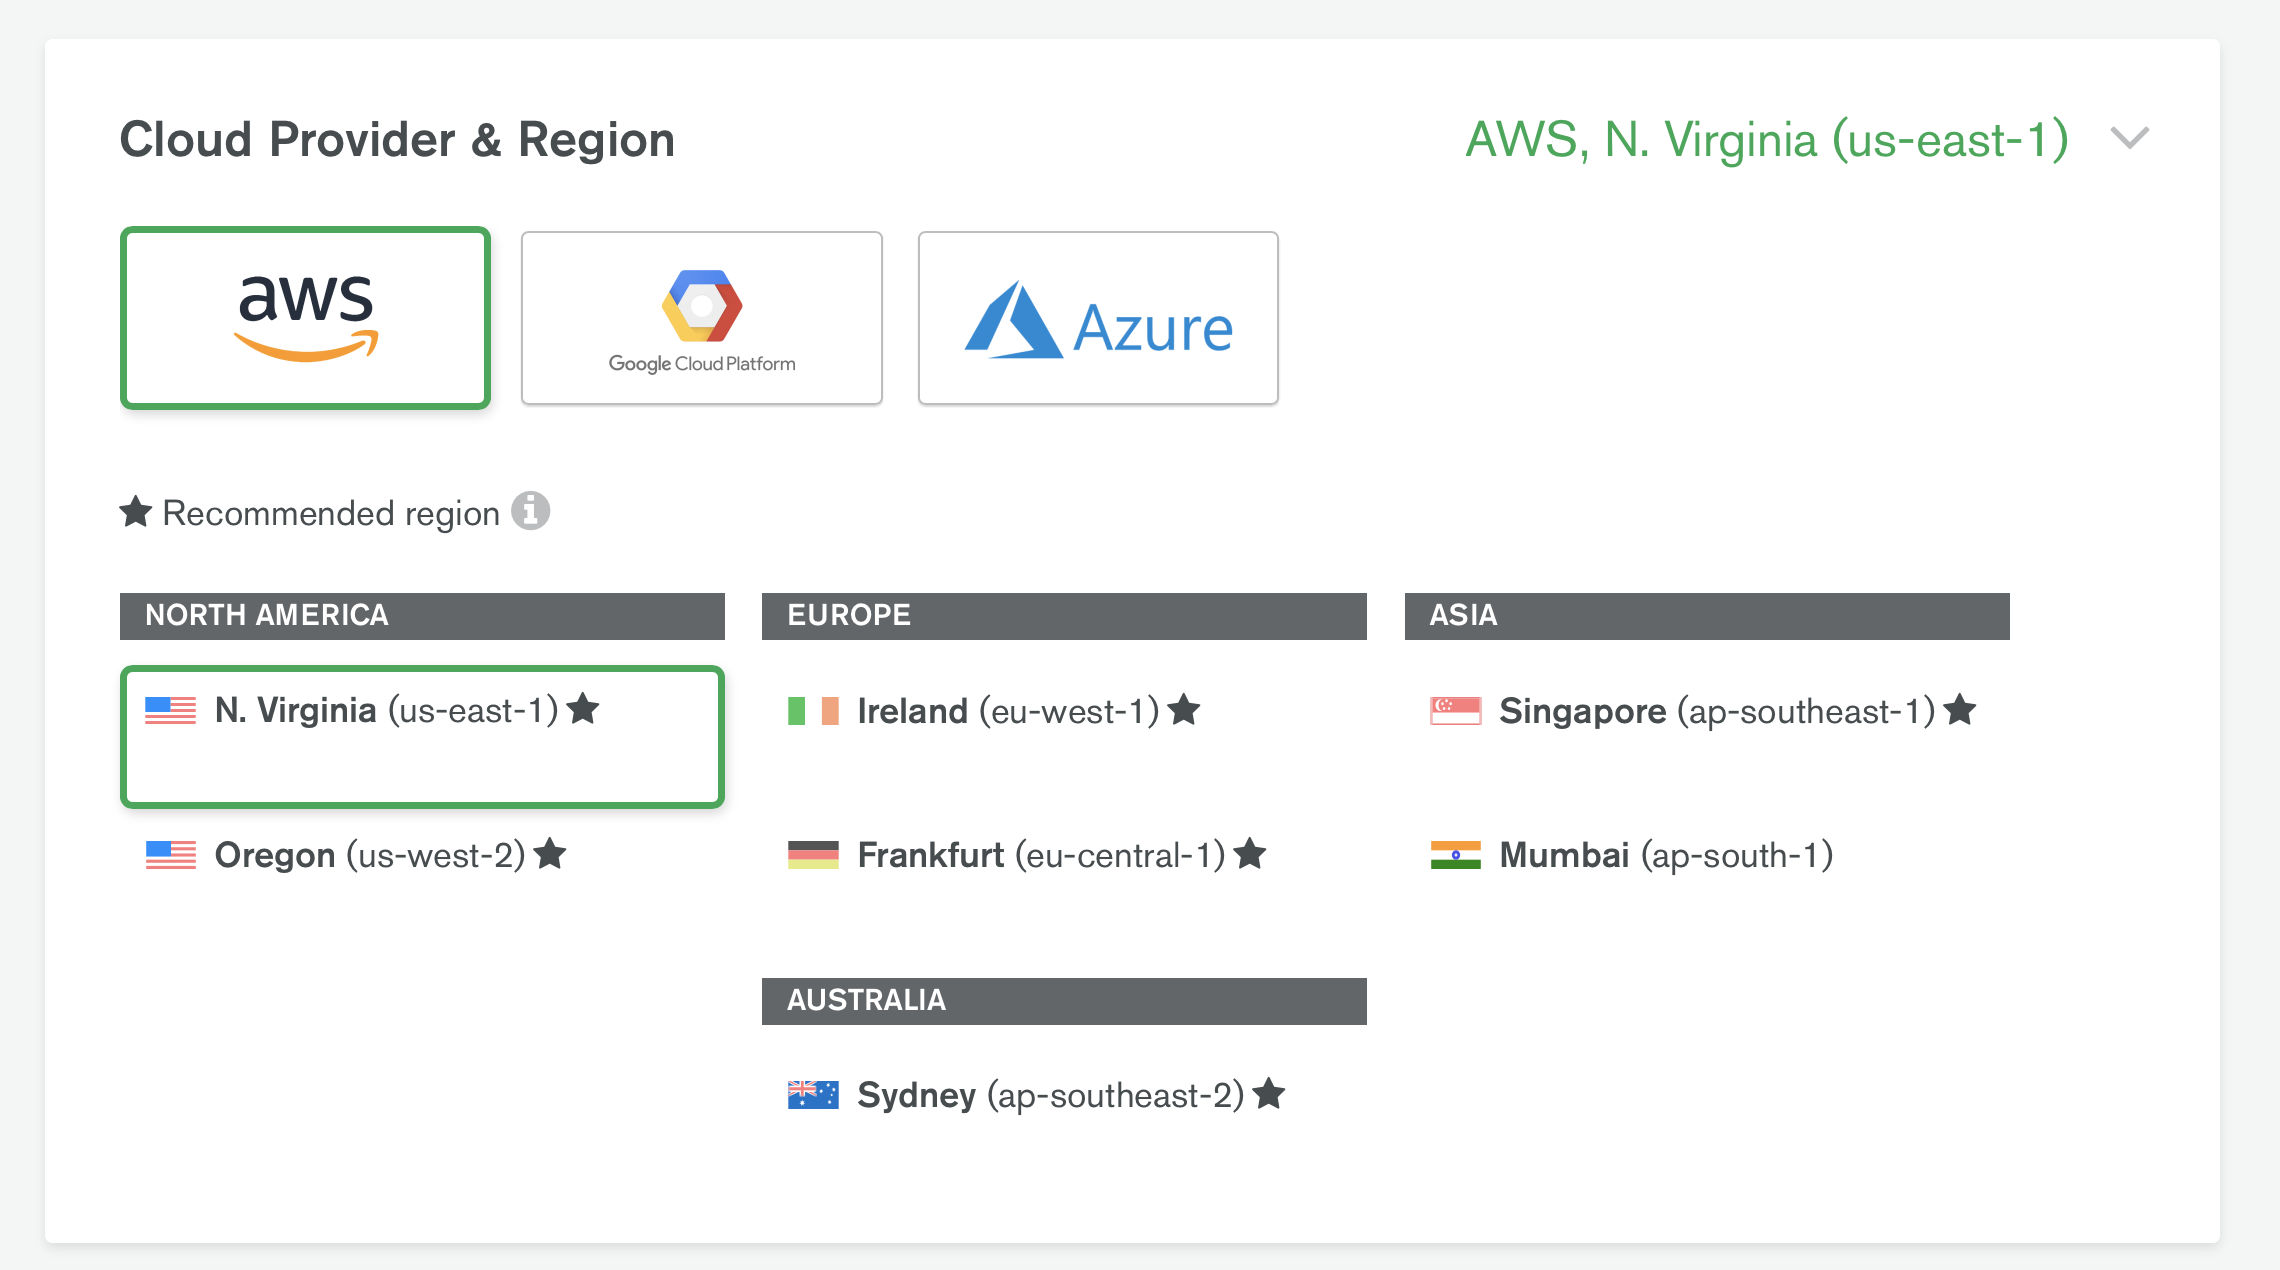 Cloud Provider & Region
AWS, N. Virginia (us-east-1)
aws
Google Cloud Platform
Azure
Recommended region
NORTH AMERICA
N. Virginia (us-east-1)
Oregon (us-west-2)
EUROPE
Ireland (eu-west-1)
Frankfurt (eu-central-1)
ASIA
Singapore (ap-southeast-1)
Mumbai (ap-south-1)
AUSTRALIA
Sydney (ap-southeast-2)